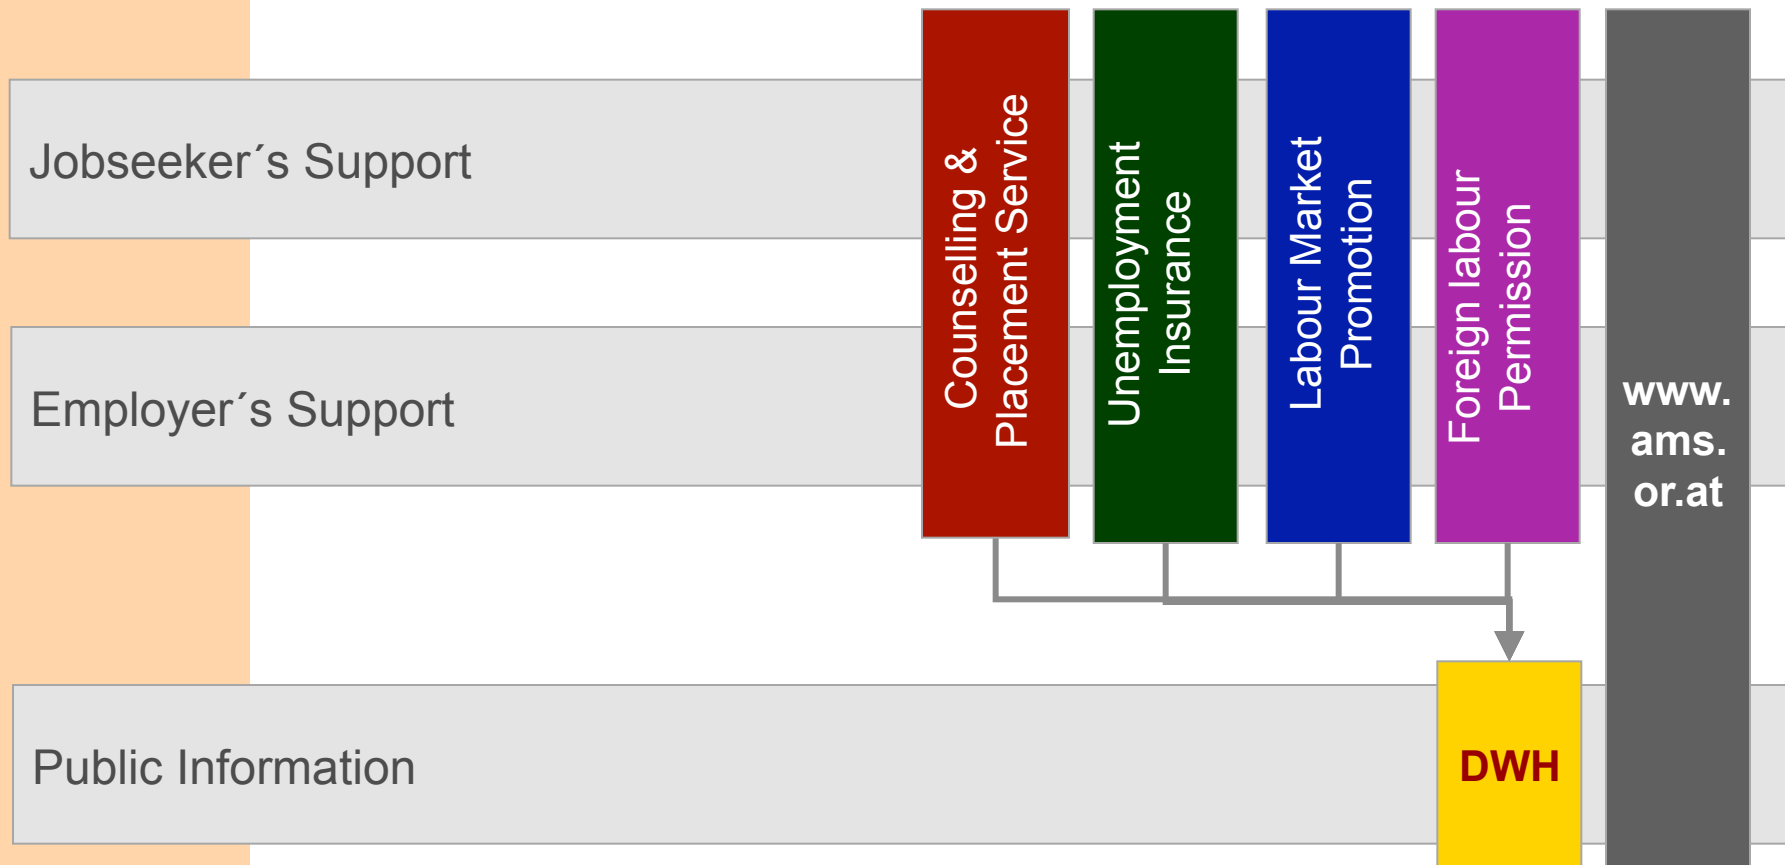 Jobseeker´s Support
Counselling &
Placement Service
Unemployment
Insurance
Labour Market
Promotion
Foreign labour
Permission
www.
ams.
or.at
Employer´s Support
Public Information
DWH